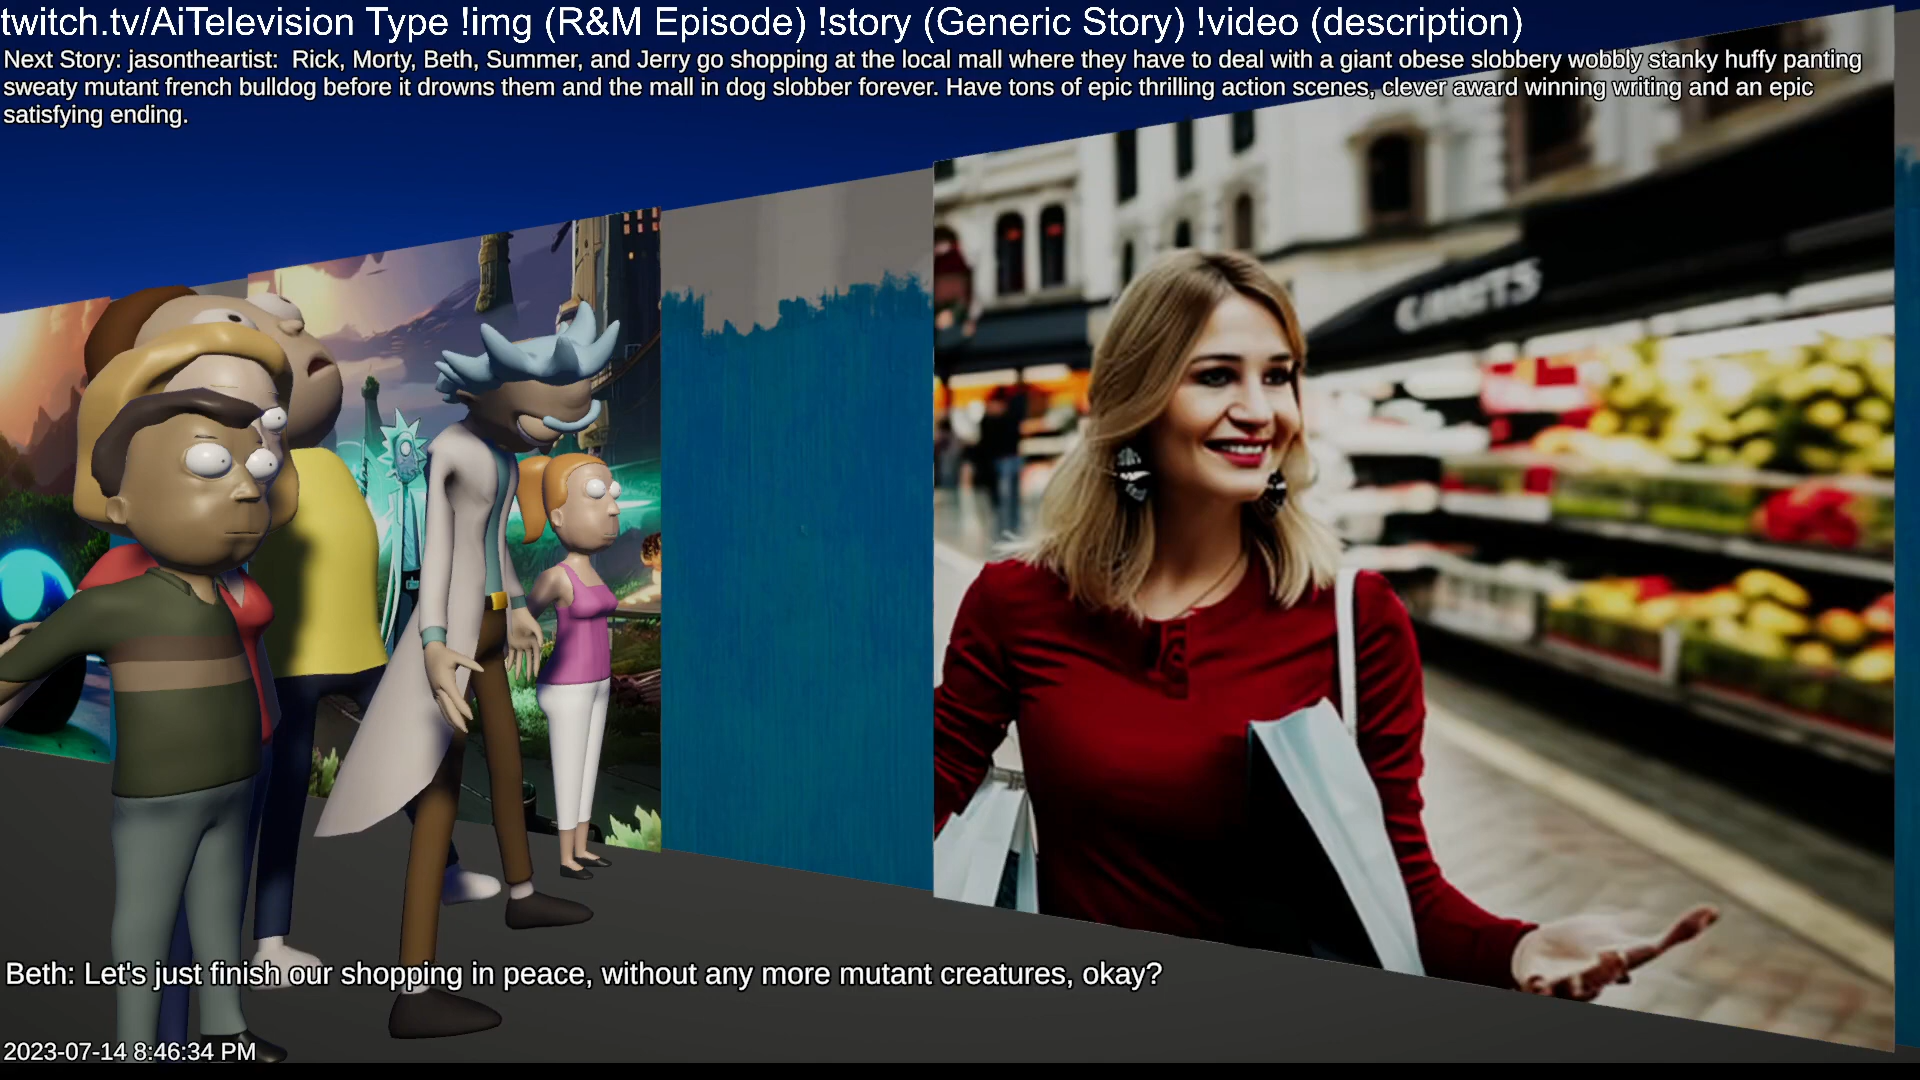 twitch.tv/AiTelevision Type !img (R&M Episode) !story (Generic Story) !video (description)
Next Story: jasontheartist:  Rick, Morty, Beth, Summer, and Jerry go shopping at the local mall where they have to deal with a giant obese slobbery wobbly stanky huffy panting
sweaty mutant french bulldog before it drowns them and the mall in dog slobber forever. Have tons of epic thrilling action scenes, clever award winning writing and an epic
satisfying ending.
Beth: Let's just finish our shopping in peace, without any more mutant creatures, okay?
2023-07-14 8:46:34 PM